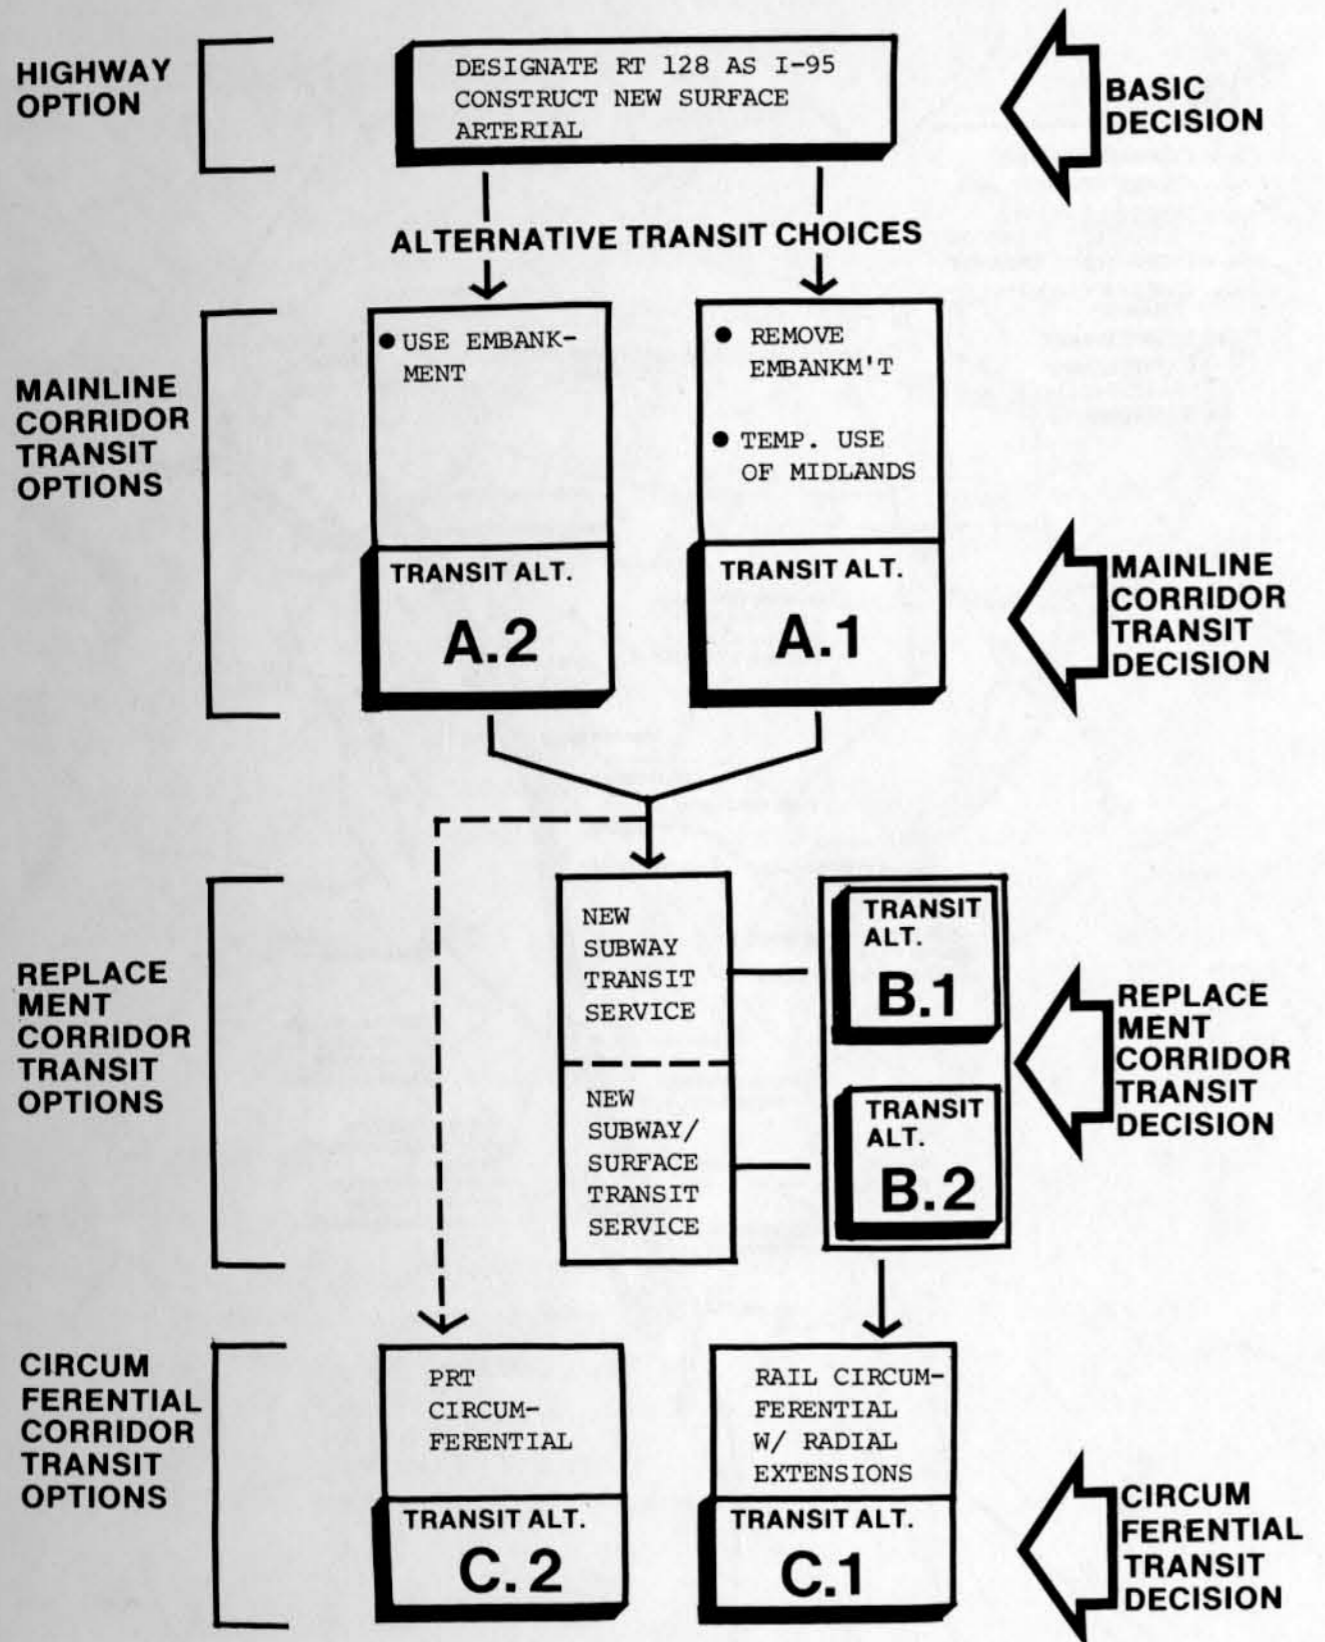 HIGHWAY
OPTION
DESIGNATE RT 128 AS I-95
CONSTRUCT NEW SURFACE
ARTERIAL
BASIC
DECISION
ALTERNATIVE TRANSIT CHOICES
MAINLINE
CORRIDOR
TRANSIT
OPTIONS
● USE EMBANK-
MENT
TRANSIT ALT.
A.2
● REMOVE
EMBANKM'T
● TEMP. USE
OF MIDLANDS
TRANSIT ALT.
A.1
MAINLINE
CORRIDOR
TRANSIT
DECISION
REPLACE
MENT
CORRIDOR
TRANSIT
OPTIONS
NEW
SUBWAY
TRANSIT
SERVICE
NEW
SUBWAY/
SURFACE
TRANSIT
SERVICE
TRANSIT
ALT.
B.1
TRANSIT
ALT.
B.2
REPLACE
MENT
CORRIDOR
TRANSIT
DECISION
CIRCUM
FERENTIAL
CORRIDOR
TRANSIT
OPTIONS
PRT
CIRCUM-
FERENTIAL
TRANSIT ALT.
C.2
RAIL CIRCUM-
FERENTIAL
W/ RADIAL
EXTENSIONS
TRANSIT ALT.
C.1
CIRCUM
FERENTIAL
TRANSIT
DECISION